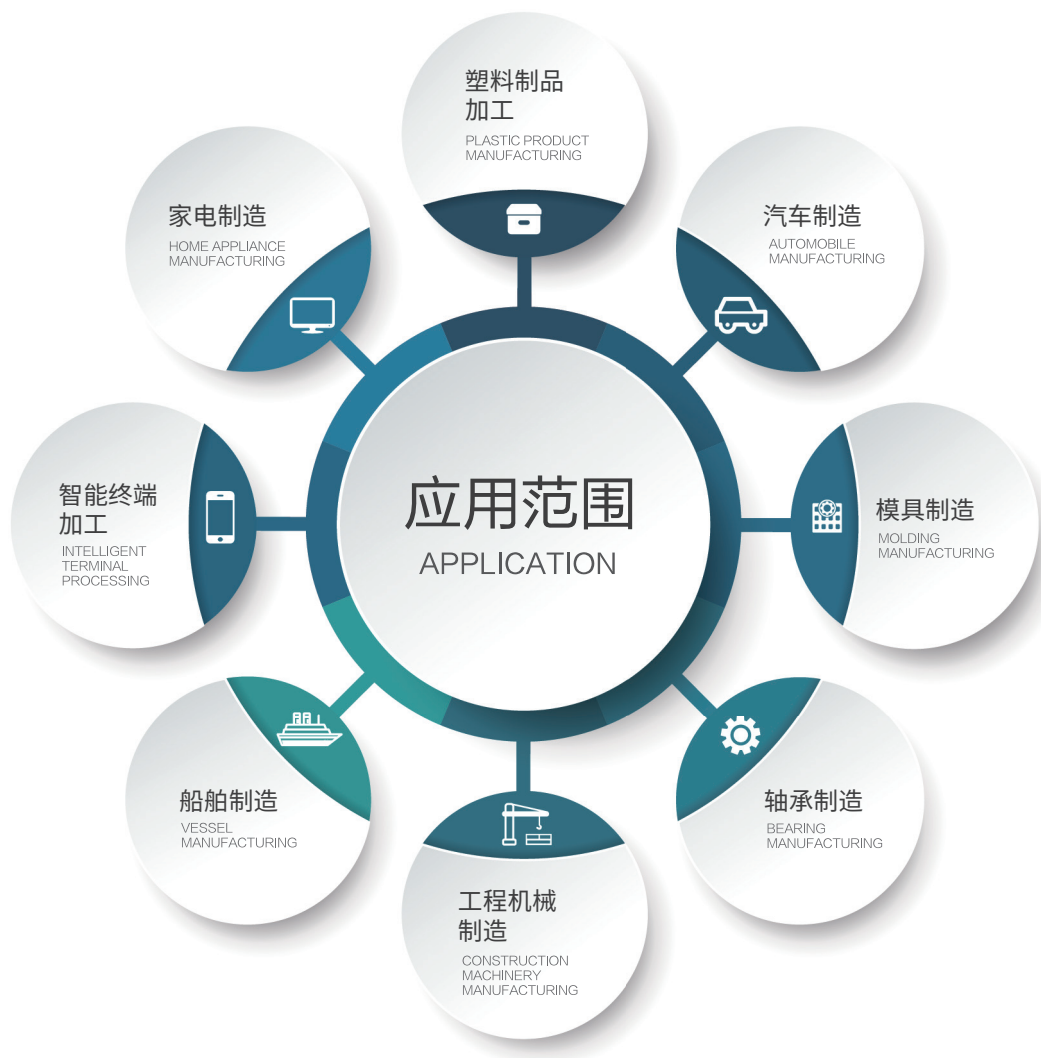 应用范围
APPLICATION
塑料制品
加工
PLASTIC PRODUCT
MANUFACTURING
汽车制造
AUTOMOBILE
MANUFACTURING
模具制造
MOLDING
MANUFACTURING
轴承制造
BEARING
MANUFACTURING
工程机械
制造
CONSTRUCTION
MACHINERY
MANUFACTURING
船舶制造
VESSEL
MANUFACTURING
智能终端
加工
INTELLIGENT
TERMINAL
PROCESSING
家电制造
HOME APPLIANCE
MANUFACTURING